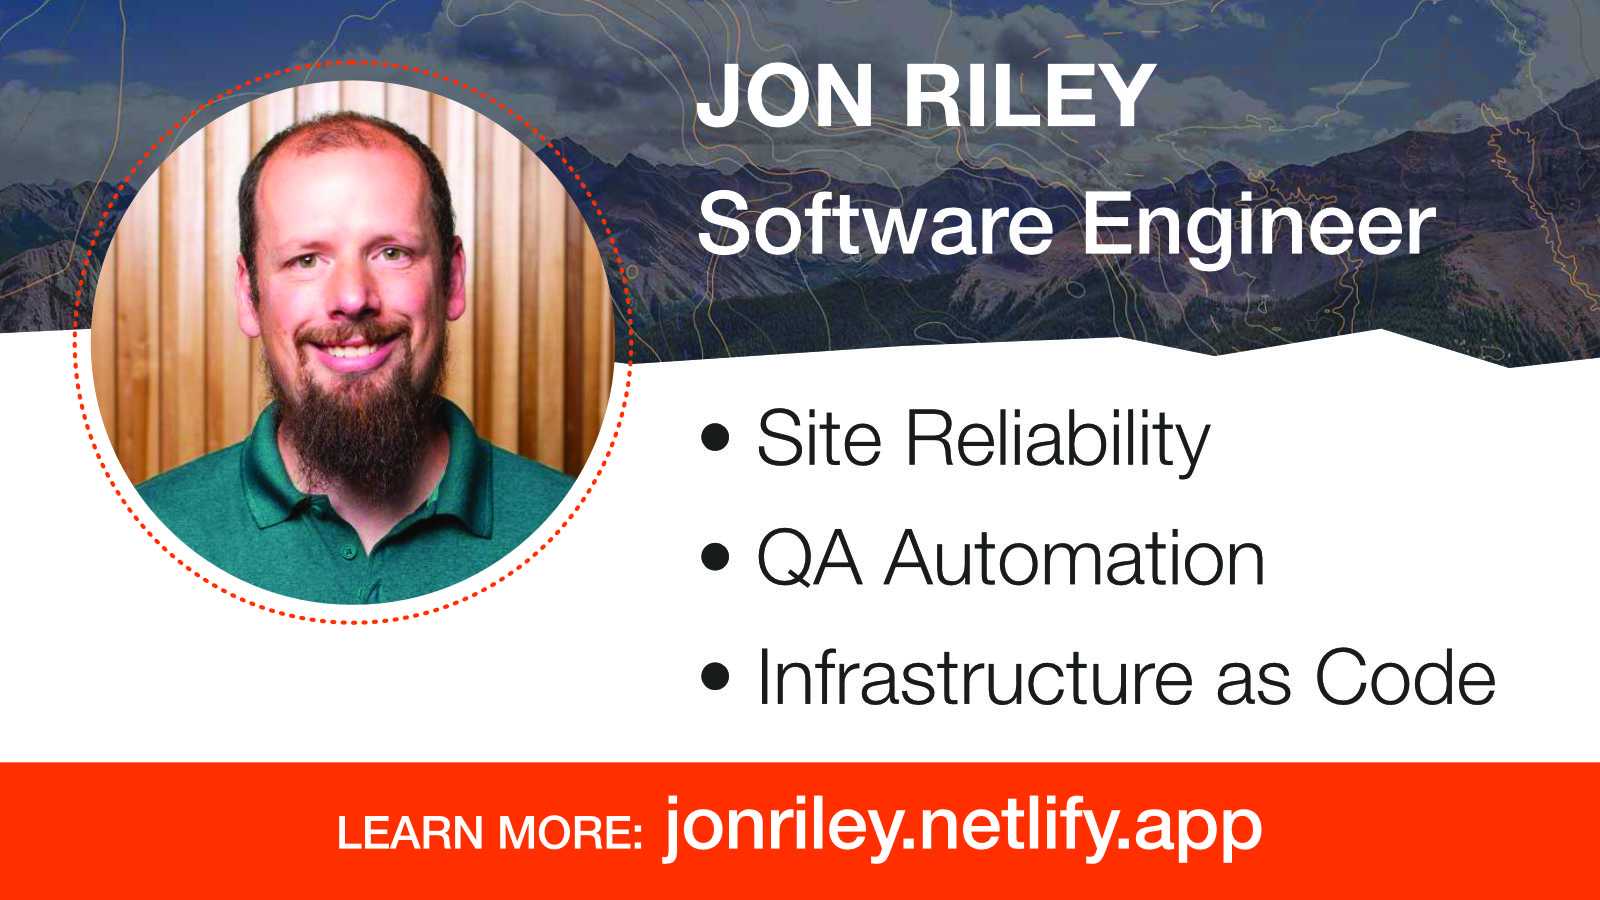 JON RILEY
Software Engineer
• Site Reliability
• QA Automation
• Infrastructure as Code
LEARN MORE: jonriley.netlify.app